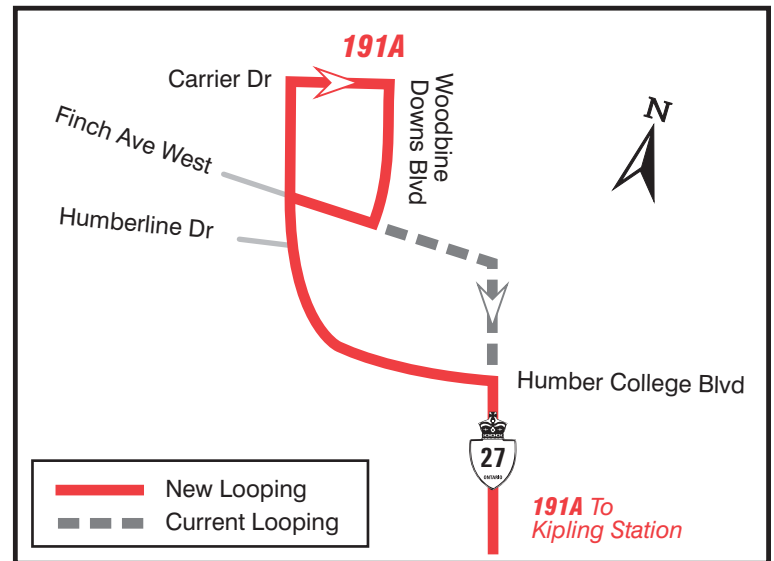 191A
Carrier Dr
Woodbine
Downs Blvd
N
Finch Ave West
Humberline Dr
Humber College Blvd
27
ONTARIO
New Looping
Current Looping
191A To
Kipling Station